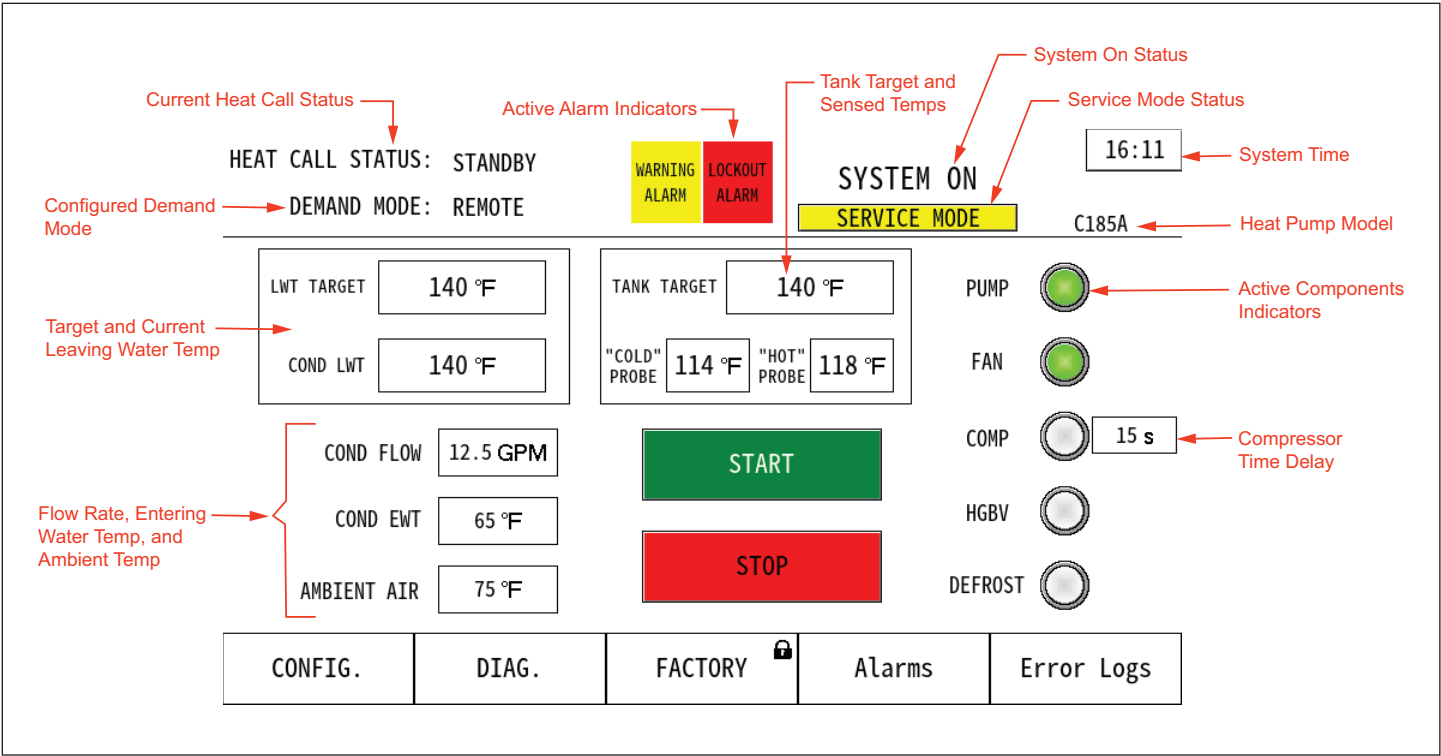 System On Status
Tank Target and
Sensed Temps
Current Heat Call Status
Active Alarm Indicators
Service Mode Status
HEAT CALL STATUS: STANDBY
WARNING
ALARM
LOCKOUT
ALARM
SYSTEM ON
16:11
System Time
Configured Demand
Mode
DEMAND MODE: REMOTE
SERVICE MODE
C185A
Heat Pump Model
LWT TARGET 140 °F
TANK TARGET 140 °F
PUMP
Active Components
Indicators
Target and Current
Leaving Water Temp
COND LWT 140 °F
"COLD"
PROBE
114 °F
"HOT"
PROBE
118 °F
FAN
COND FLOW 12.5 GPM
START
COMP
15 s
Compressor
Time Delay
Flow Rate, Entering
Water Temp, and
Ambient Temp
COND EWT 65 °F
HGBV
AMBIENT AIR 75 °F
STOP
DEFROST
CONFIG. DIAG. FACTORY Alarms Error Logs